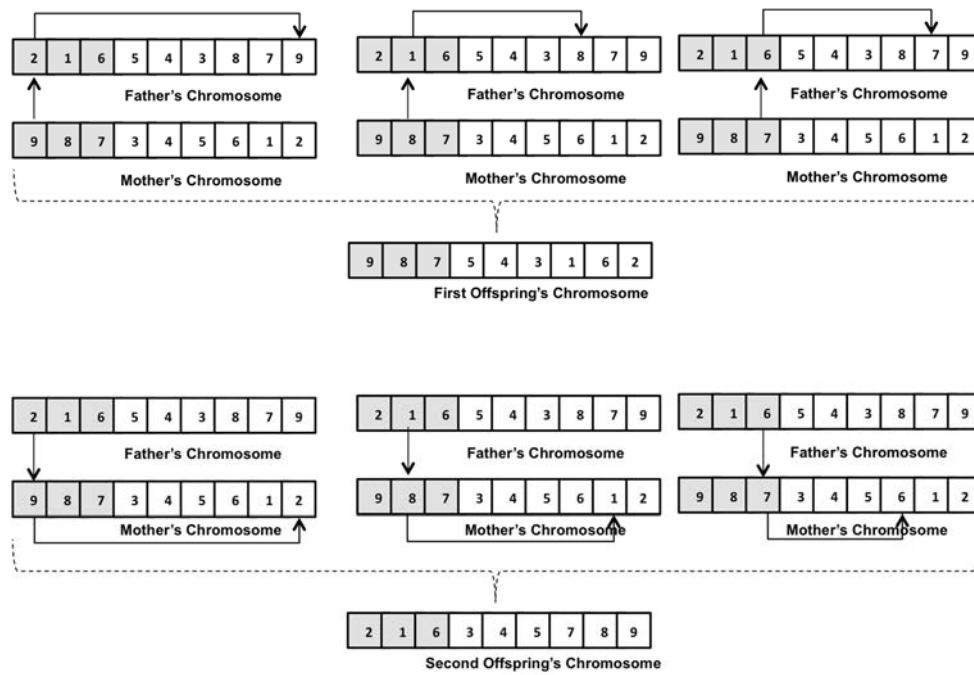 2 1 6 5 4 3 8 7 9 2 1 6 5 4 3 8 7 9 2 1 6 5 4 3 8 7 9
Father's Chromosome Father's Chromosome Father's Chromosome
9 8 7 3 4 5 6 1 2 9 8 7 3 4 5 6 1 2 9 8 7 3 4 5 6 1 2
Mother's Chromosome Mother's Chromosome Mother's Chromosome
9 8 7 5 4 3 1 6 2
First Offspring's Chromosome
2 1 6 5 4 3 8 7 9 2 1 6 5 4 3 8 7 9 2 1 6 5 4 3 8 7 9
Father's Chromosome Father's Chromosome Father's Chromosome
9 8 7 3 4 5 6 1 2 9 8 7 3 4 5 6 1 2 9 8 7 3 4 5 6 1 2
Mother's Chromosome Mother's Chromosome Mother's Chromosome
2 1 6 3 4 5 7 8 9
Second Offspring's Chromosome